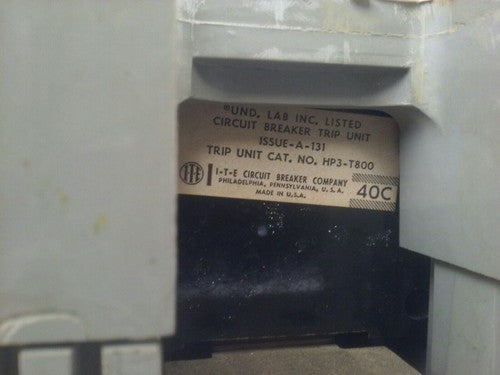 ®UND. LAB INC. LISTED
CIRCUIT BREAKER TRIP UNIT
ISSUE-A-131
TRIP UNIT CAT. NO. HP3-T800
ITE I-T-E CIRCUIT BREAKER COMPANY
PHILADELPHIA, PENNSYLVANIA, U.S.A.
MADE IN U.S.A.
40C